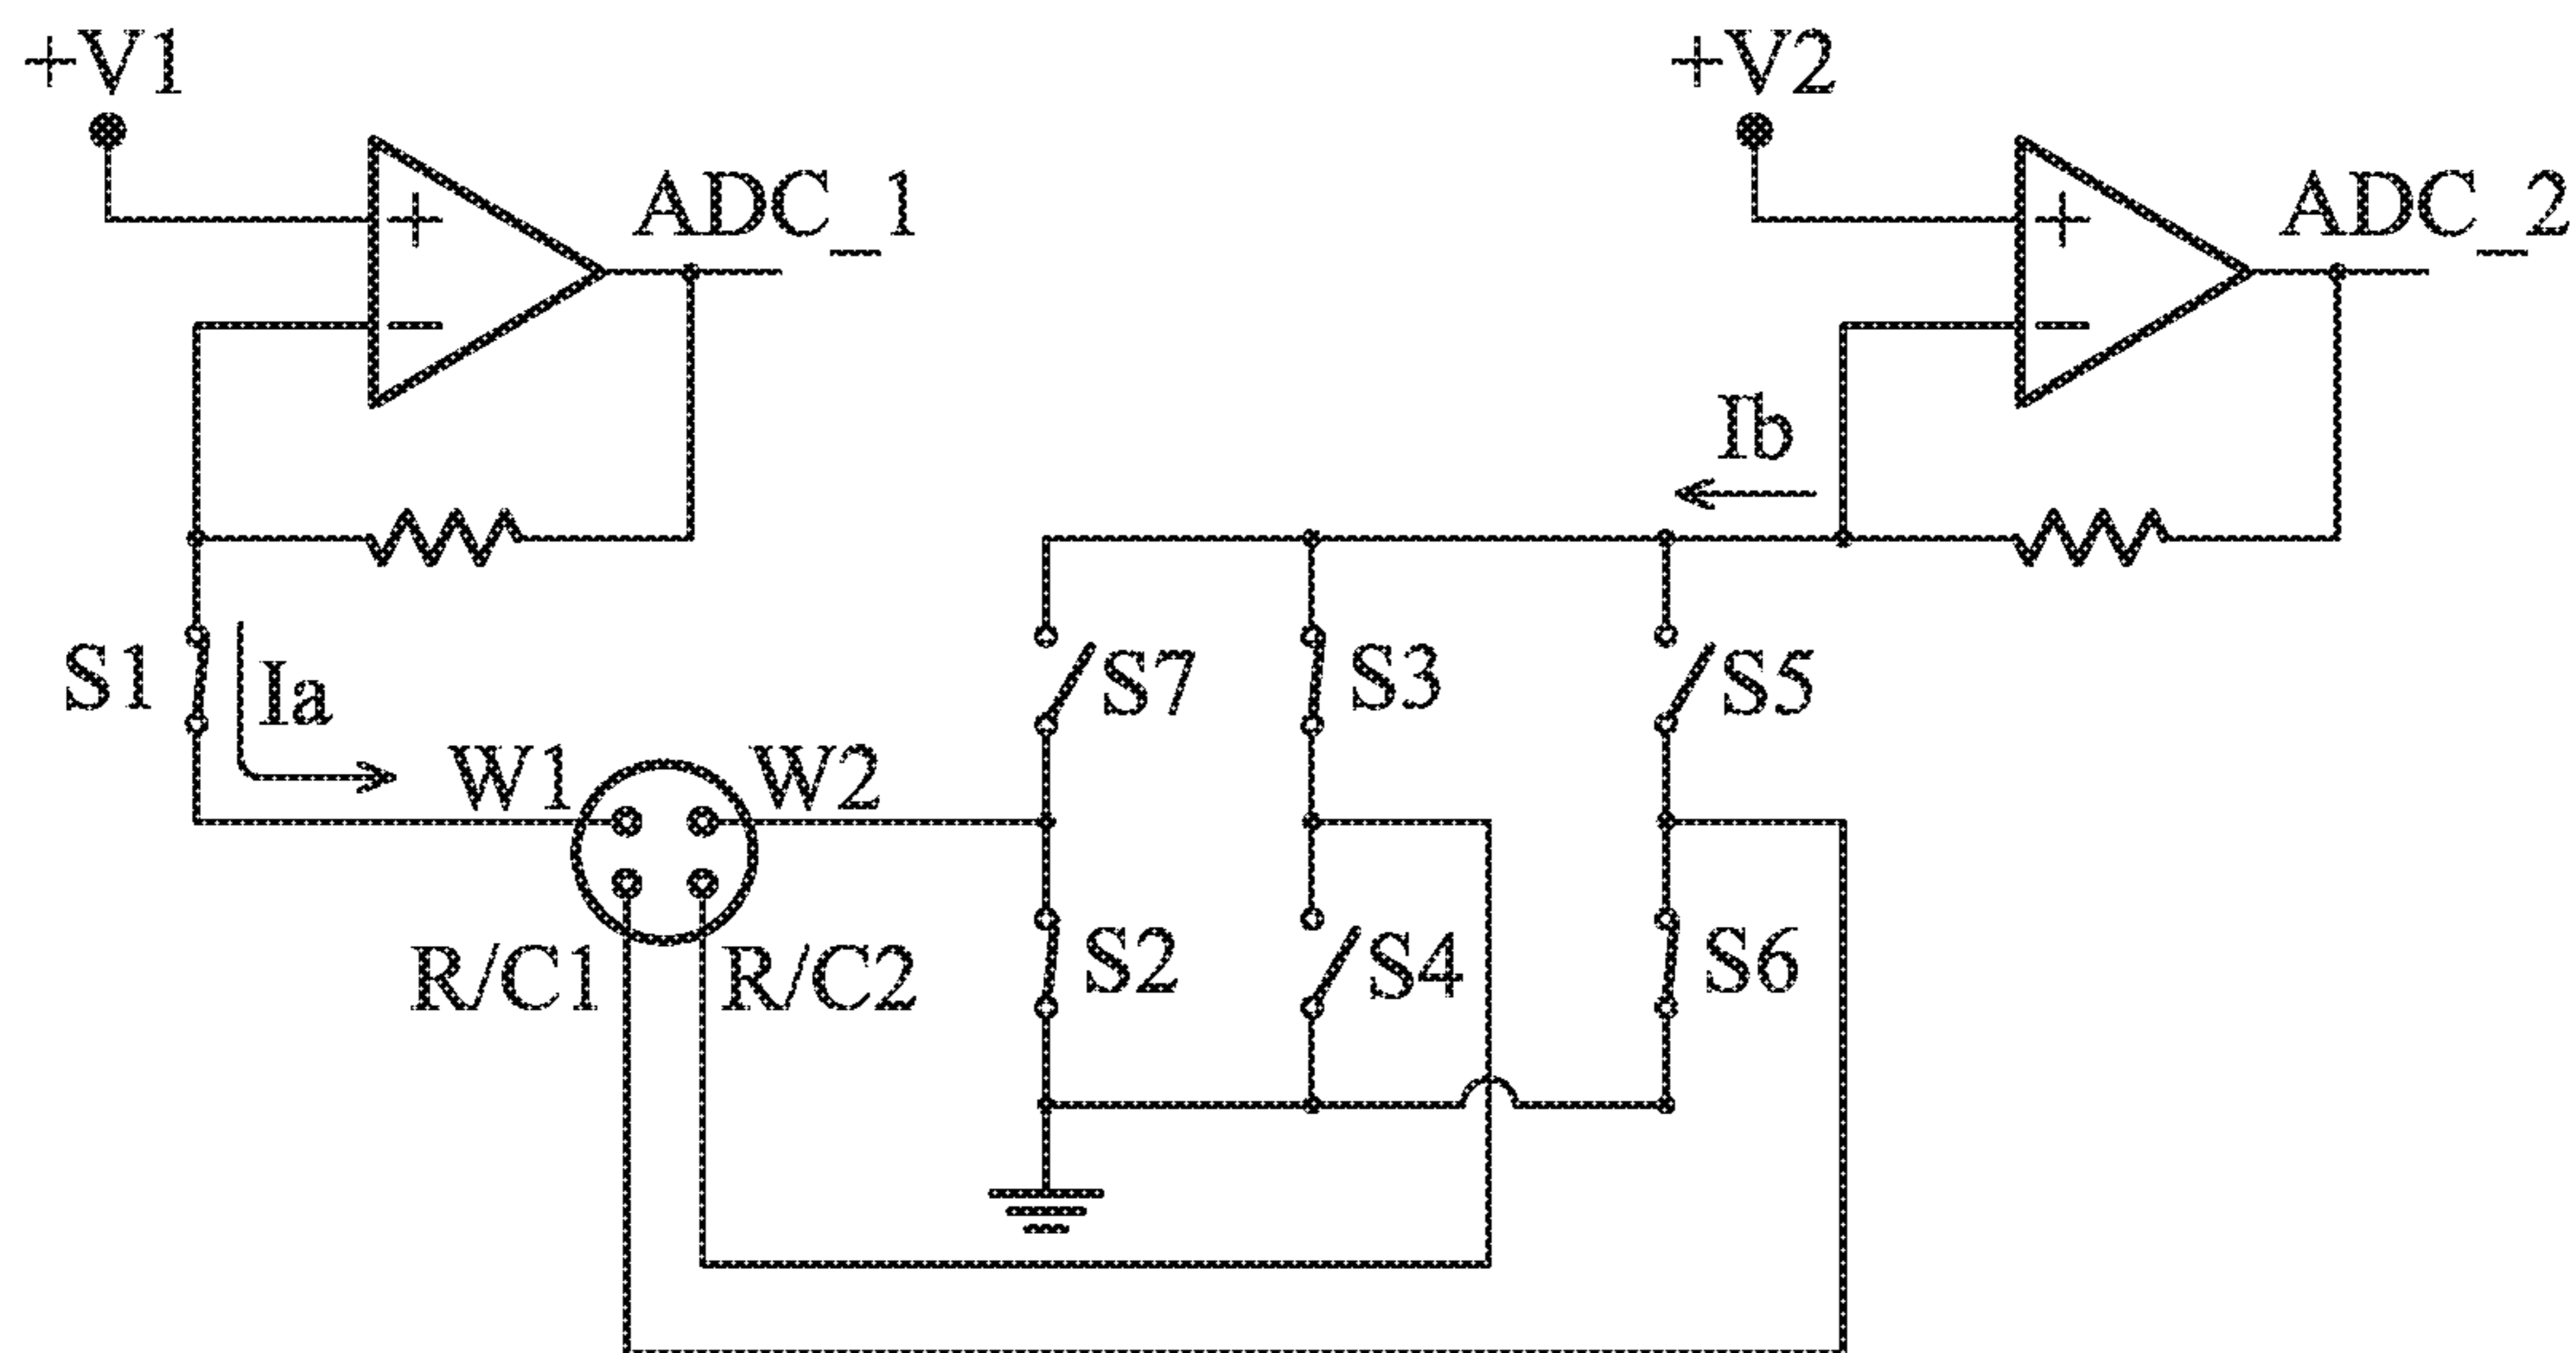 +V1
+V2
ADC_1
ADC_2
+
+
−
−
Ib
S1
Ia
S7
S3
S5
W1
W2
R/C1
R/C2
S2
S4
S6